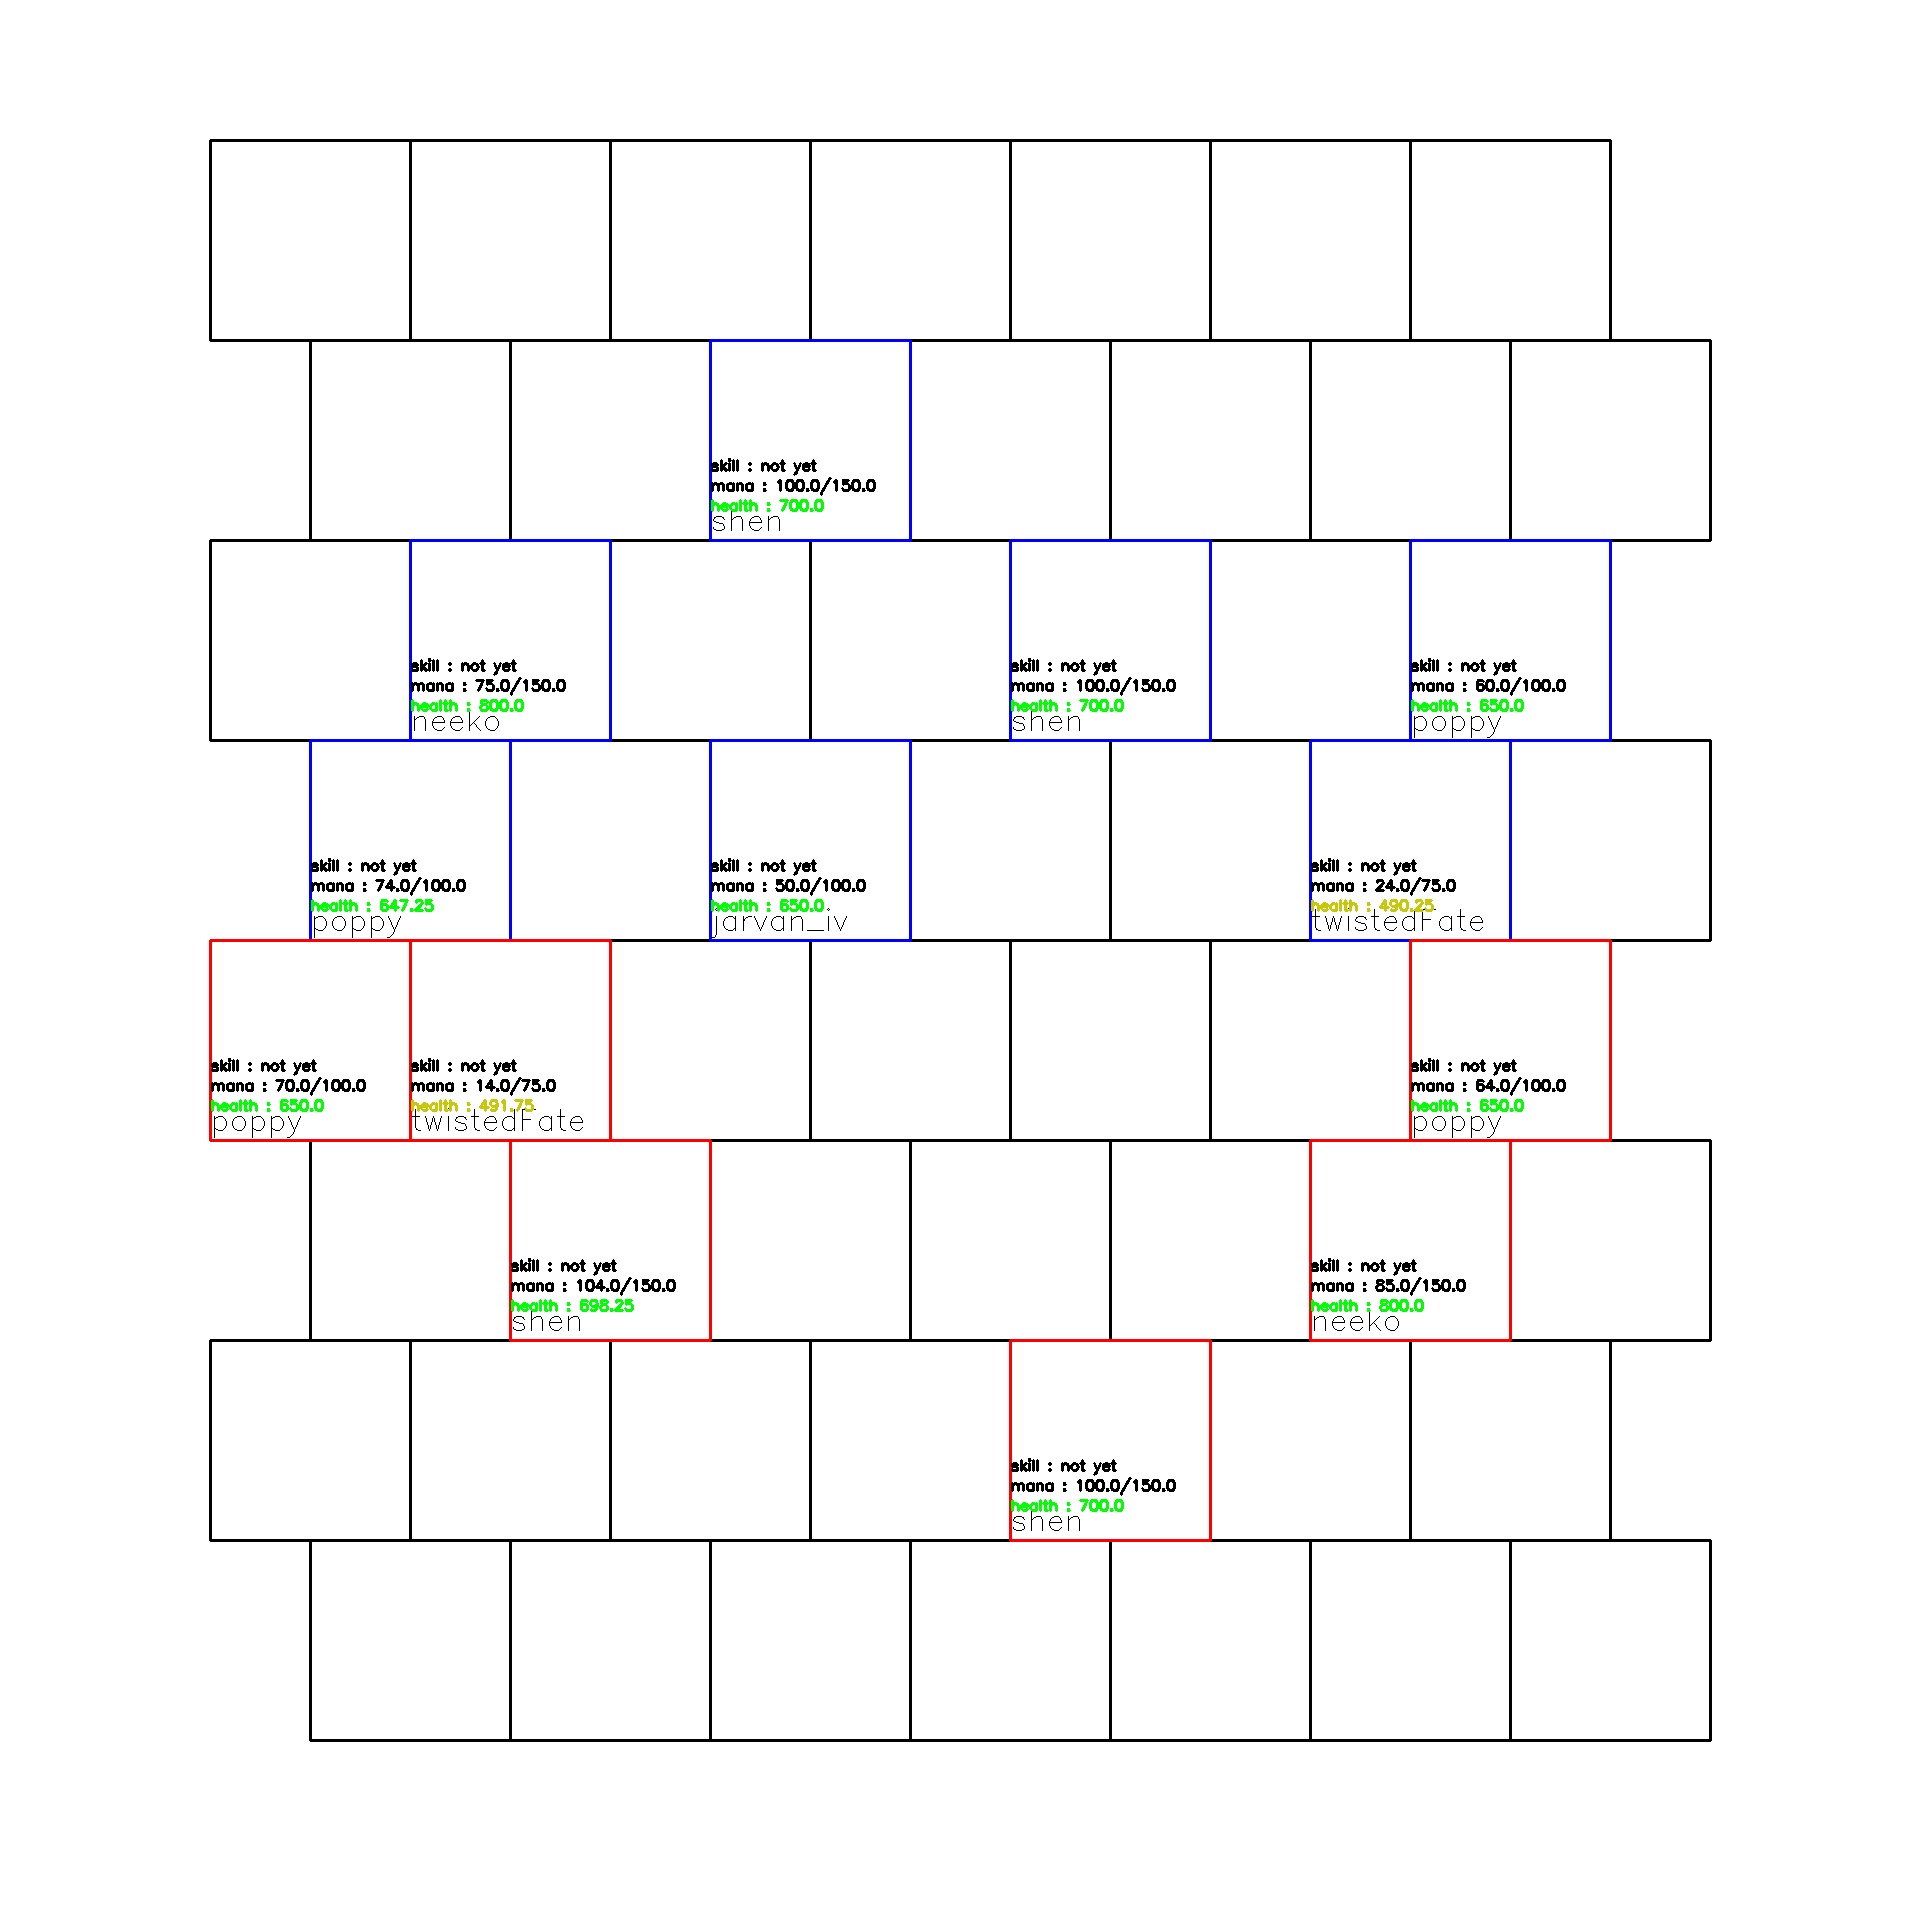 skill : not yet
mana : 100.0/150.0
health : 700.0
shen
skill : not yet
mana : 75.0/150.0
health : 800.0
neeko
skill : not yet
mana : 100.0/150.0
health : 700.0
shen
skill : not yet
mana : 60.0/100.0
health : 650.0
poppy
skill : not yet
mana : 74.0/100.0
health : 647.25
poppy
skill : not yet
mana : 50.0/100.0
health : 650.0
jarvan_iv
skill : not yet
mana : 24.0/75.0
health : 490.25
twistedFate
skill : not yet
mana : 70.0/100.0
health : 650.0
poppy
skill : not yet
mana : 14.0/75.0
health : 491.75
twistedFate
skill : not yet
mana : 64.0/100.0
health : 650.0
poppy
skill : not yet
mana : 104.0/150.0
health : 698.25
shen
skill : not yet
mana : 85.0/150.0
health : 800.0
neeko
skill : not yet
mana : 100.0/150.0
health : 700.0
shen